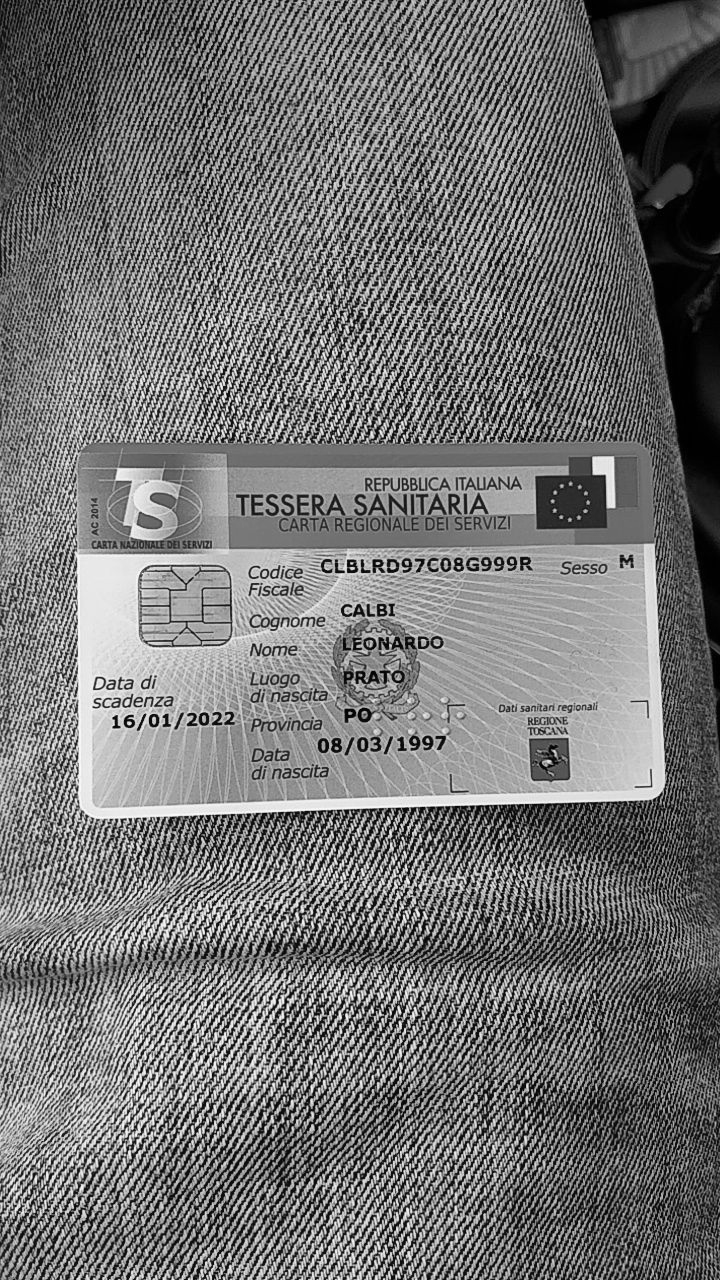 REPUBBLICA ITALIANA
TESSERA SANITARIA
CARTA REGIONALE DEI SERVIZI
TS
AC 2014
CARTA NAZIONALE DEI SERVIZI
Codice Fiscale CLBLRD97C08G999R Sesso M
Cognome CALBI
Nome LEONARDO
Luogo di nascita PRATO
Provincia PO
Data di nascita 08/03/1997
Data di scadenza
16/01/2022
Dati sanitari regionali
REGIONE
TOSCANA